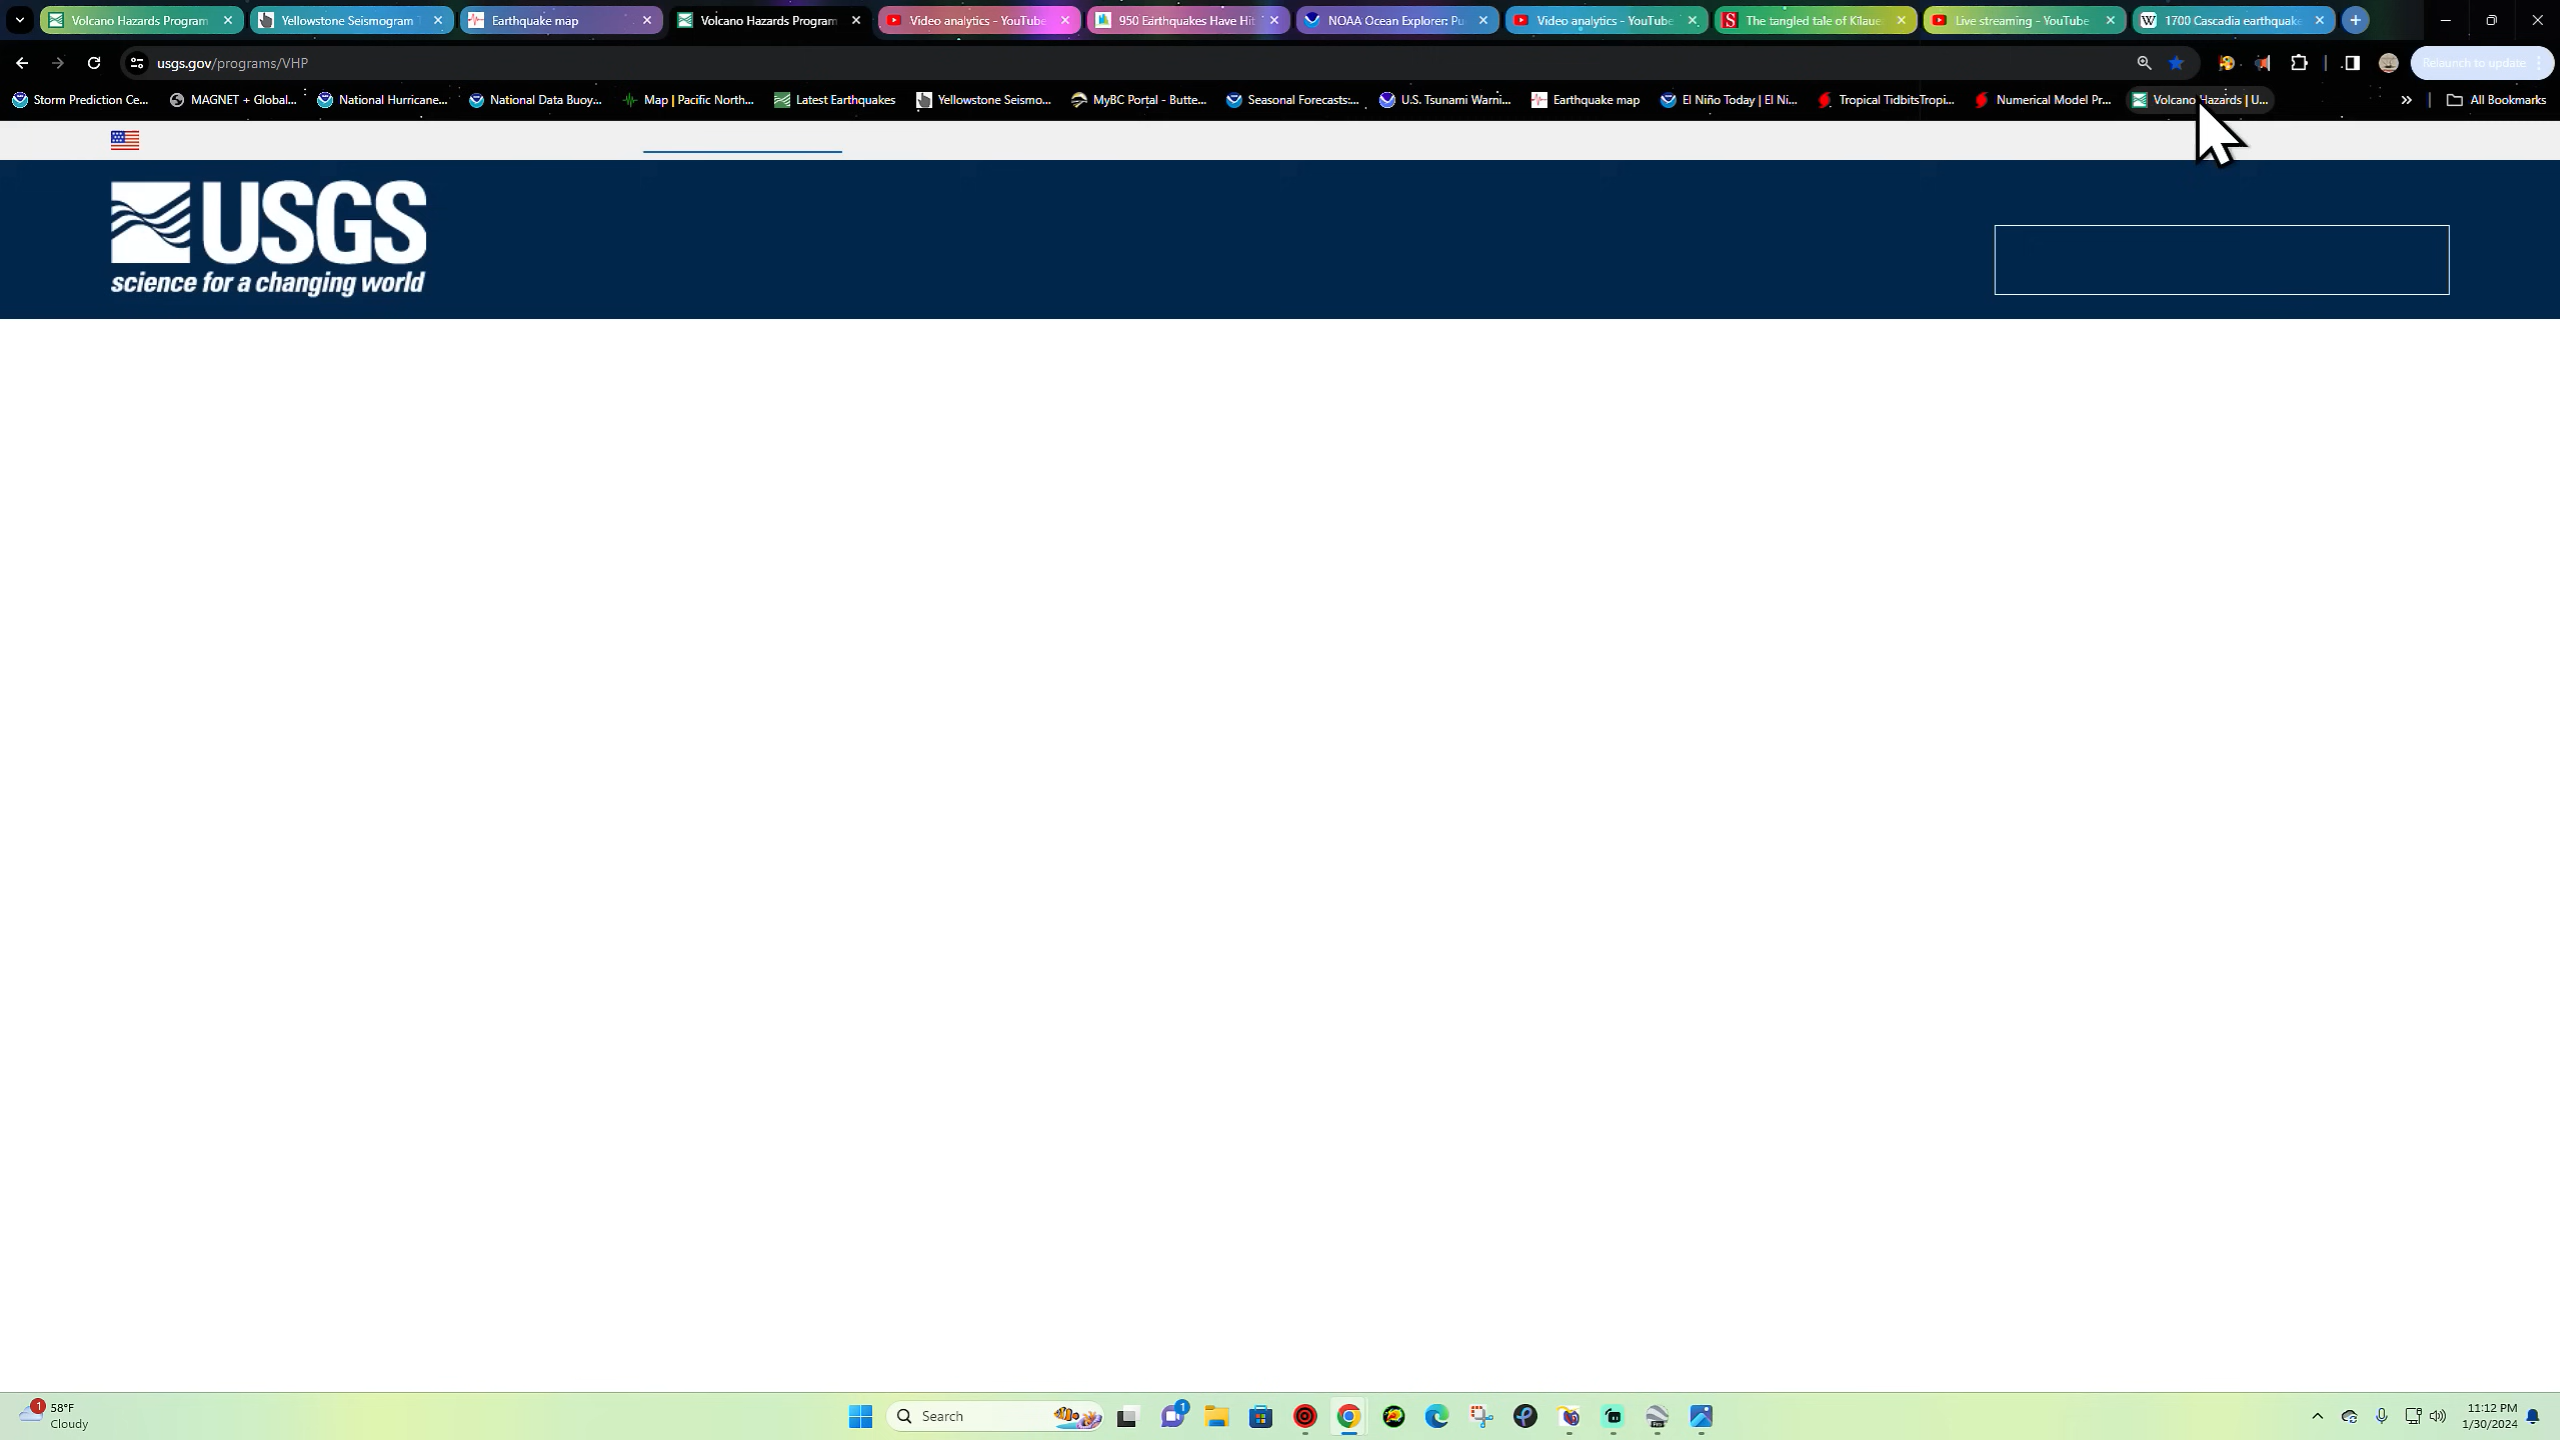 Volcano Hazards Program
Yellowstone Seismogram
Earthquake map
Volcano Hazards Program
Video analytics - YouTube
950 Earthquakes Have Hit
NOAA Ocean Explorer: Pu
Video analytics - YouTube
The tangled tale of Kilaue
Live streaming - YouTube
1700 Cascadia earthquake
usgs.gov/programs/VHP
Relaunch to update
Storm Prediction Ce...
MAGNET + Global...
National Hurricane...
National Data Buoy...
Map | Pacific North...
Latest Earthquakes
Yellowstone Seismo...
MyBC Portal - Butte...
Seasonal Forecasts:...
U.S. Tsunami Warni...
Earthquake map
El Niño Today | El Ni...
Tropical TidbitsTropi...
Numerical Model Pr...
Volcano Hazards | U...
All Bookmarks
USGS
science for a changing world
1
58°F
Cloudy
Search
1
11:12 PM
1/30/2024